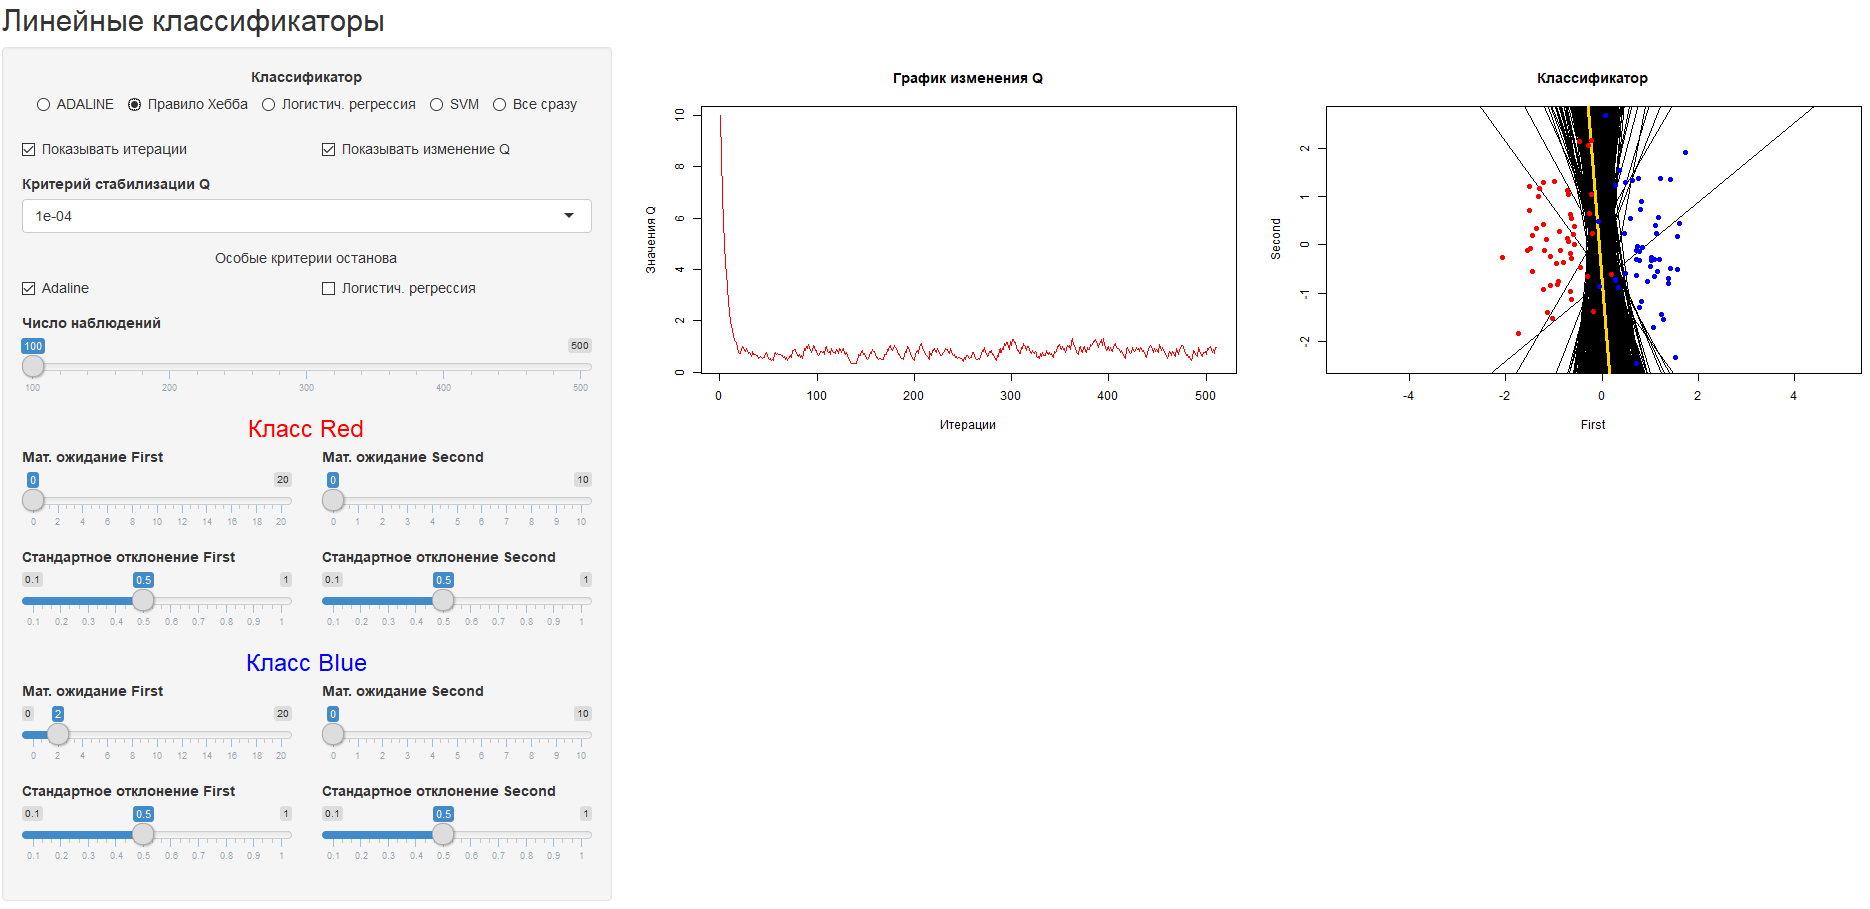 Линейные классификаторы
Классификатор
ADALINE Правило Хебба Логистич. регрессия SVM Все сразу
Показывать итерации Показывать изменение Q
Критерий стабилизации Q
1e-04
Особые критерии останова
Adaline Логистич. регрессия
Число наблюдений
100 500
100 200 300 400 500
Класс Red
Мат. ожидание First Мат. ожидание Second
0 20 0 10
0 2 4 6 8 10 12 14 16 18 20 0 1 2 3 4 5 6 7 8 9 10
Стандартное отклонение First Стандартное отклонение Second
0.1 0.5 1 0.1 0.5 1
0.1 0.2 0.4 0.5 0.6 0.7 0.8 0.9 1 0.1 0.2 0.4 0.5 0.6 0.7 0.8 0.9 1
Класс Blue
Мат. ожидание First Мат. ожидание Second
0 2 20 0 10
0 2 4 6 8 10 12 14 16 18 20 0 1 2 3 4 5 6 7 8 9 10
Стандартное отклонение First Стандартное отклонение Second
0.1 0.5 1 0.1 0.5 1
0.1 0.2 0.4 0.5 0.6 0.7 0.8 0.9 1 0.1 0.2 0.4 0.5 0.6 0.7 0.8 0.9 1
График изменения Q
Значения Q
0 2 4 6 8 10
0 100 200 300 400 500
Итерации
Классификатор
Second
-2 -1 0 1 2
-4 -2 0 2 4
First